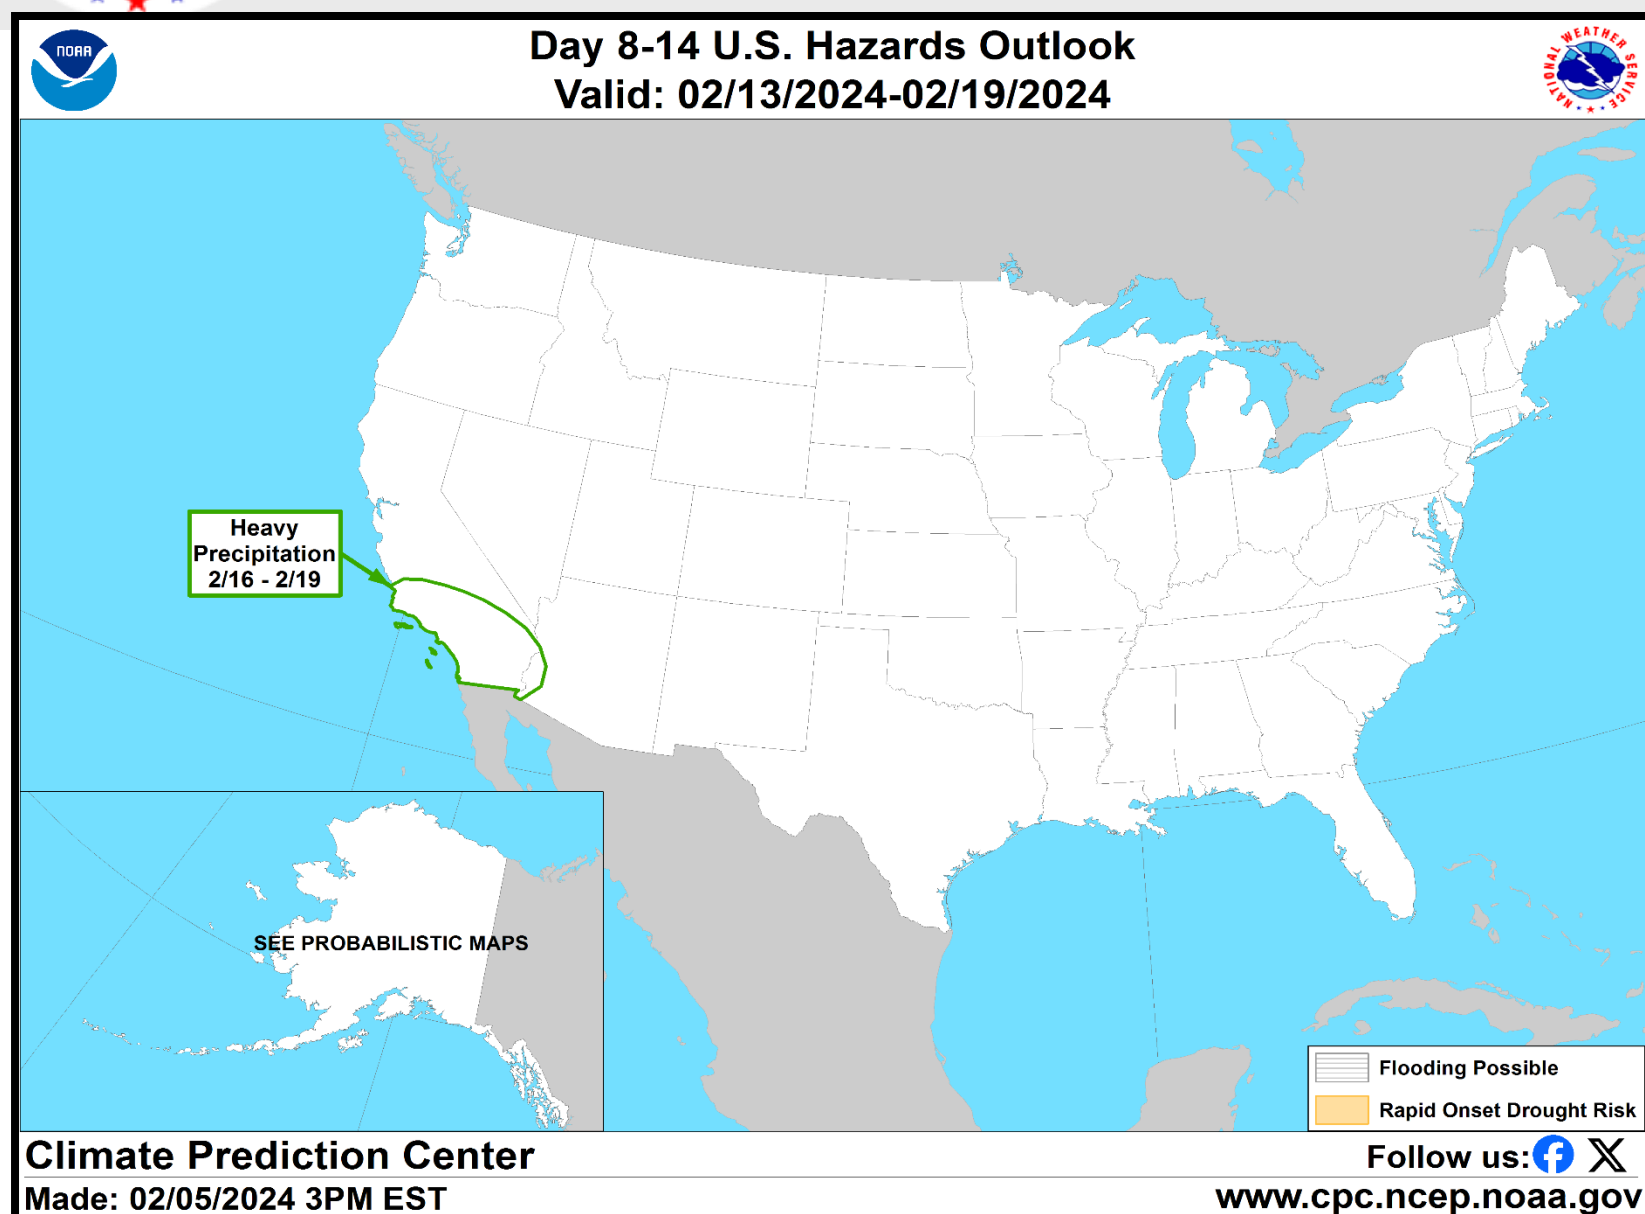 NOAA
Day 8-14 U.S. Hazards Outlook
Valid: 02/13/2024-02/19/2024
NATIONAL WEATHER SERVICE
Heavy
Precipitation
2/16 - 2/19
SEE PROBABILISTIC MAPS
Flooding Possible
Rapid Onset Drought Risk
Climate Prediction Center
Follow us:
Made: 02/05/2024 3PM EST
www.cpc.ncep.noaa.gov